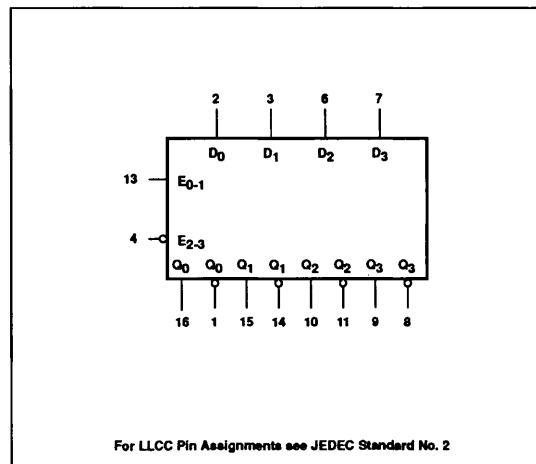 2 3 6 7
D0 D1 D2 D3
13 E0-1
4 E2-3
Q0 Q0 Q1 Q1 Q2 Q2 Q3 Q3
16 1 15 14 10 11 9 8
For LLCC Pin Assignments see JEDEC Standard No. 2